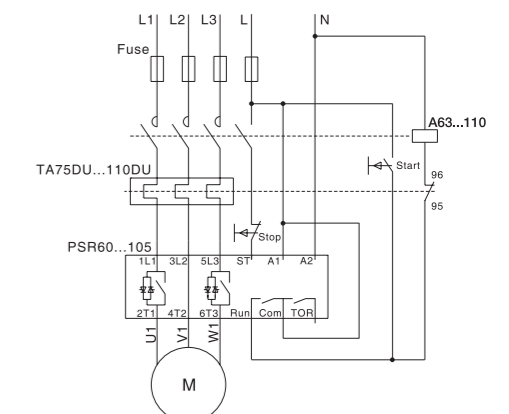 L1 L2 L3 L N
Fuse
A63...110
Start
TA75DU...110DU
96
95
Stop
PSR60...105
1L1 3L2 5L3 ST A1 A2
2T1 4T2 6T3 Run Com TOR
U1 V1 W1
M